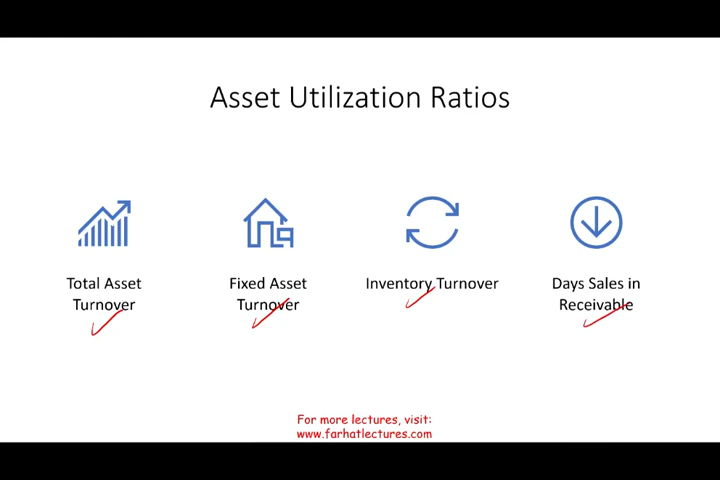 Asset Utilization Ratios
Total Asset
Turnover
Fixed Asset
Turnover
Inventory Turnover
Days Sales in
Receivable
For more lectures, visit:
www.farhatlectures.com